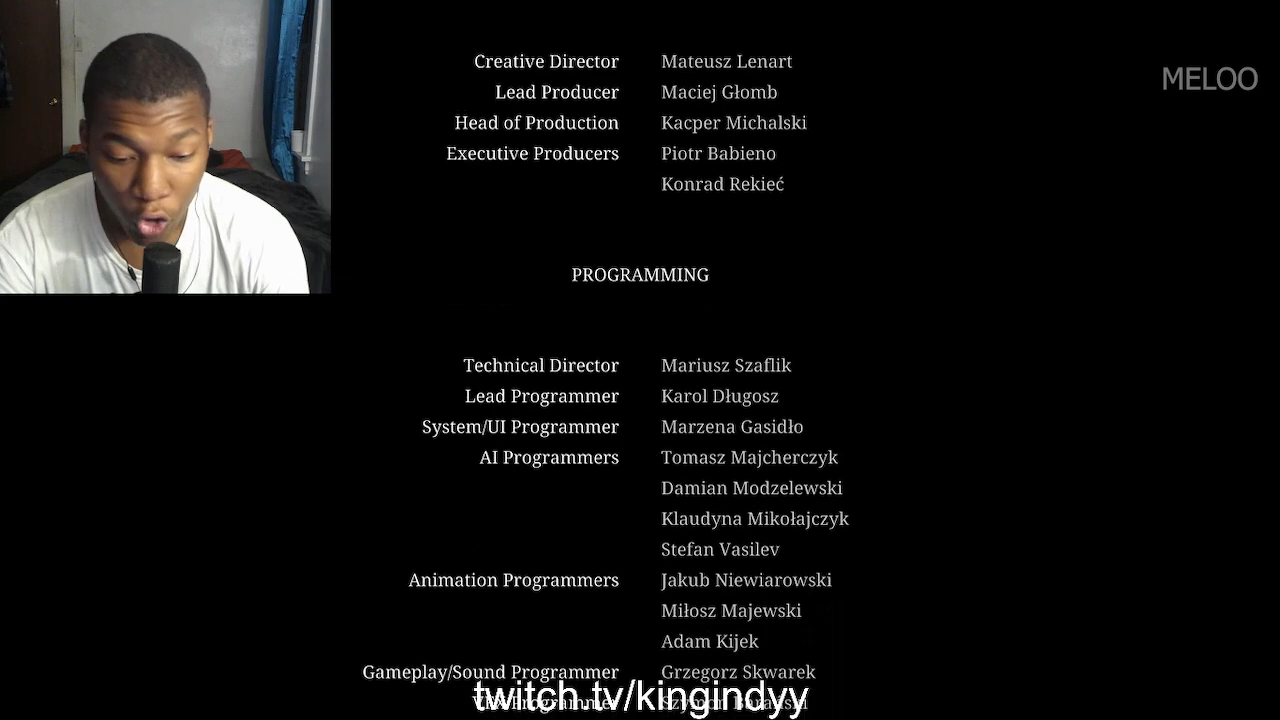 Creative Director Mateusz Lenart
MELOO
Lead Producer Maciej Głomb
Head of Production Kacper Michalski
Executive Producers Piotr Babieno
Konrad Rekieć
PROGRAMMING
Technical Director Mariusz Szaflik
Lead Programmer Karol Długosz
System/UI Programmer Marzena Gasidło
AI Programmers Tomasz Majcherczyk
Damian Modzelewski
Klaudyna Mikołajczyk
Stefan Vasilev
Animation Programmers Jakub Niewiarowski
Miłosz Majewski
Adam Kijek
Gameplay/Sound Programmer Grzegorz Skwarek
twitch.tv/kingindyy